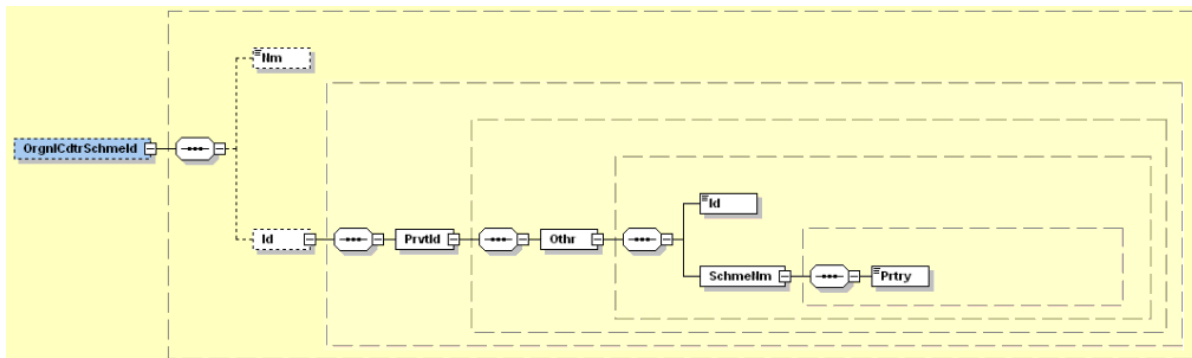 Nm
OrgnlCdtrSchmeId
Id
PrvtId
Othr
Id
SchmeNm
Prtry